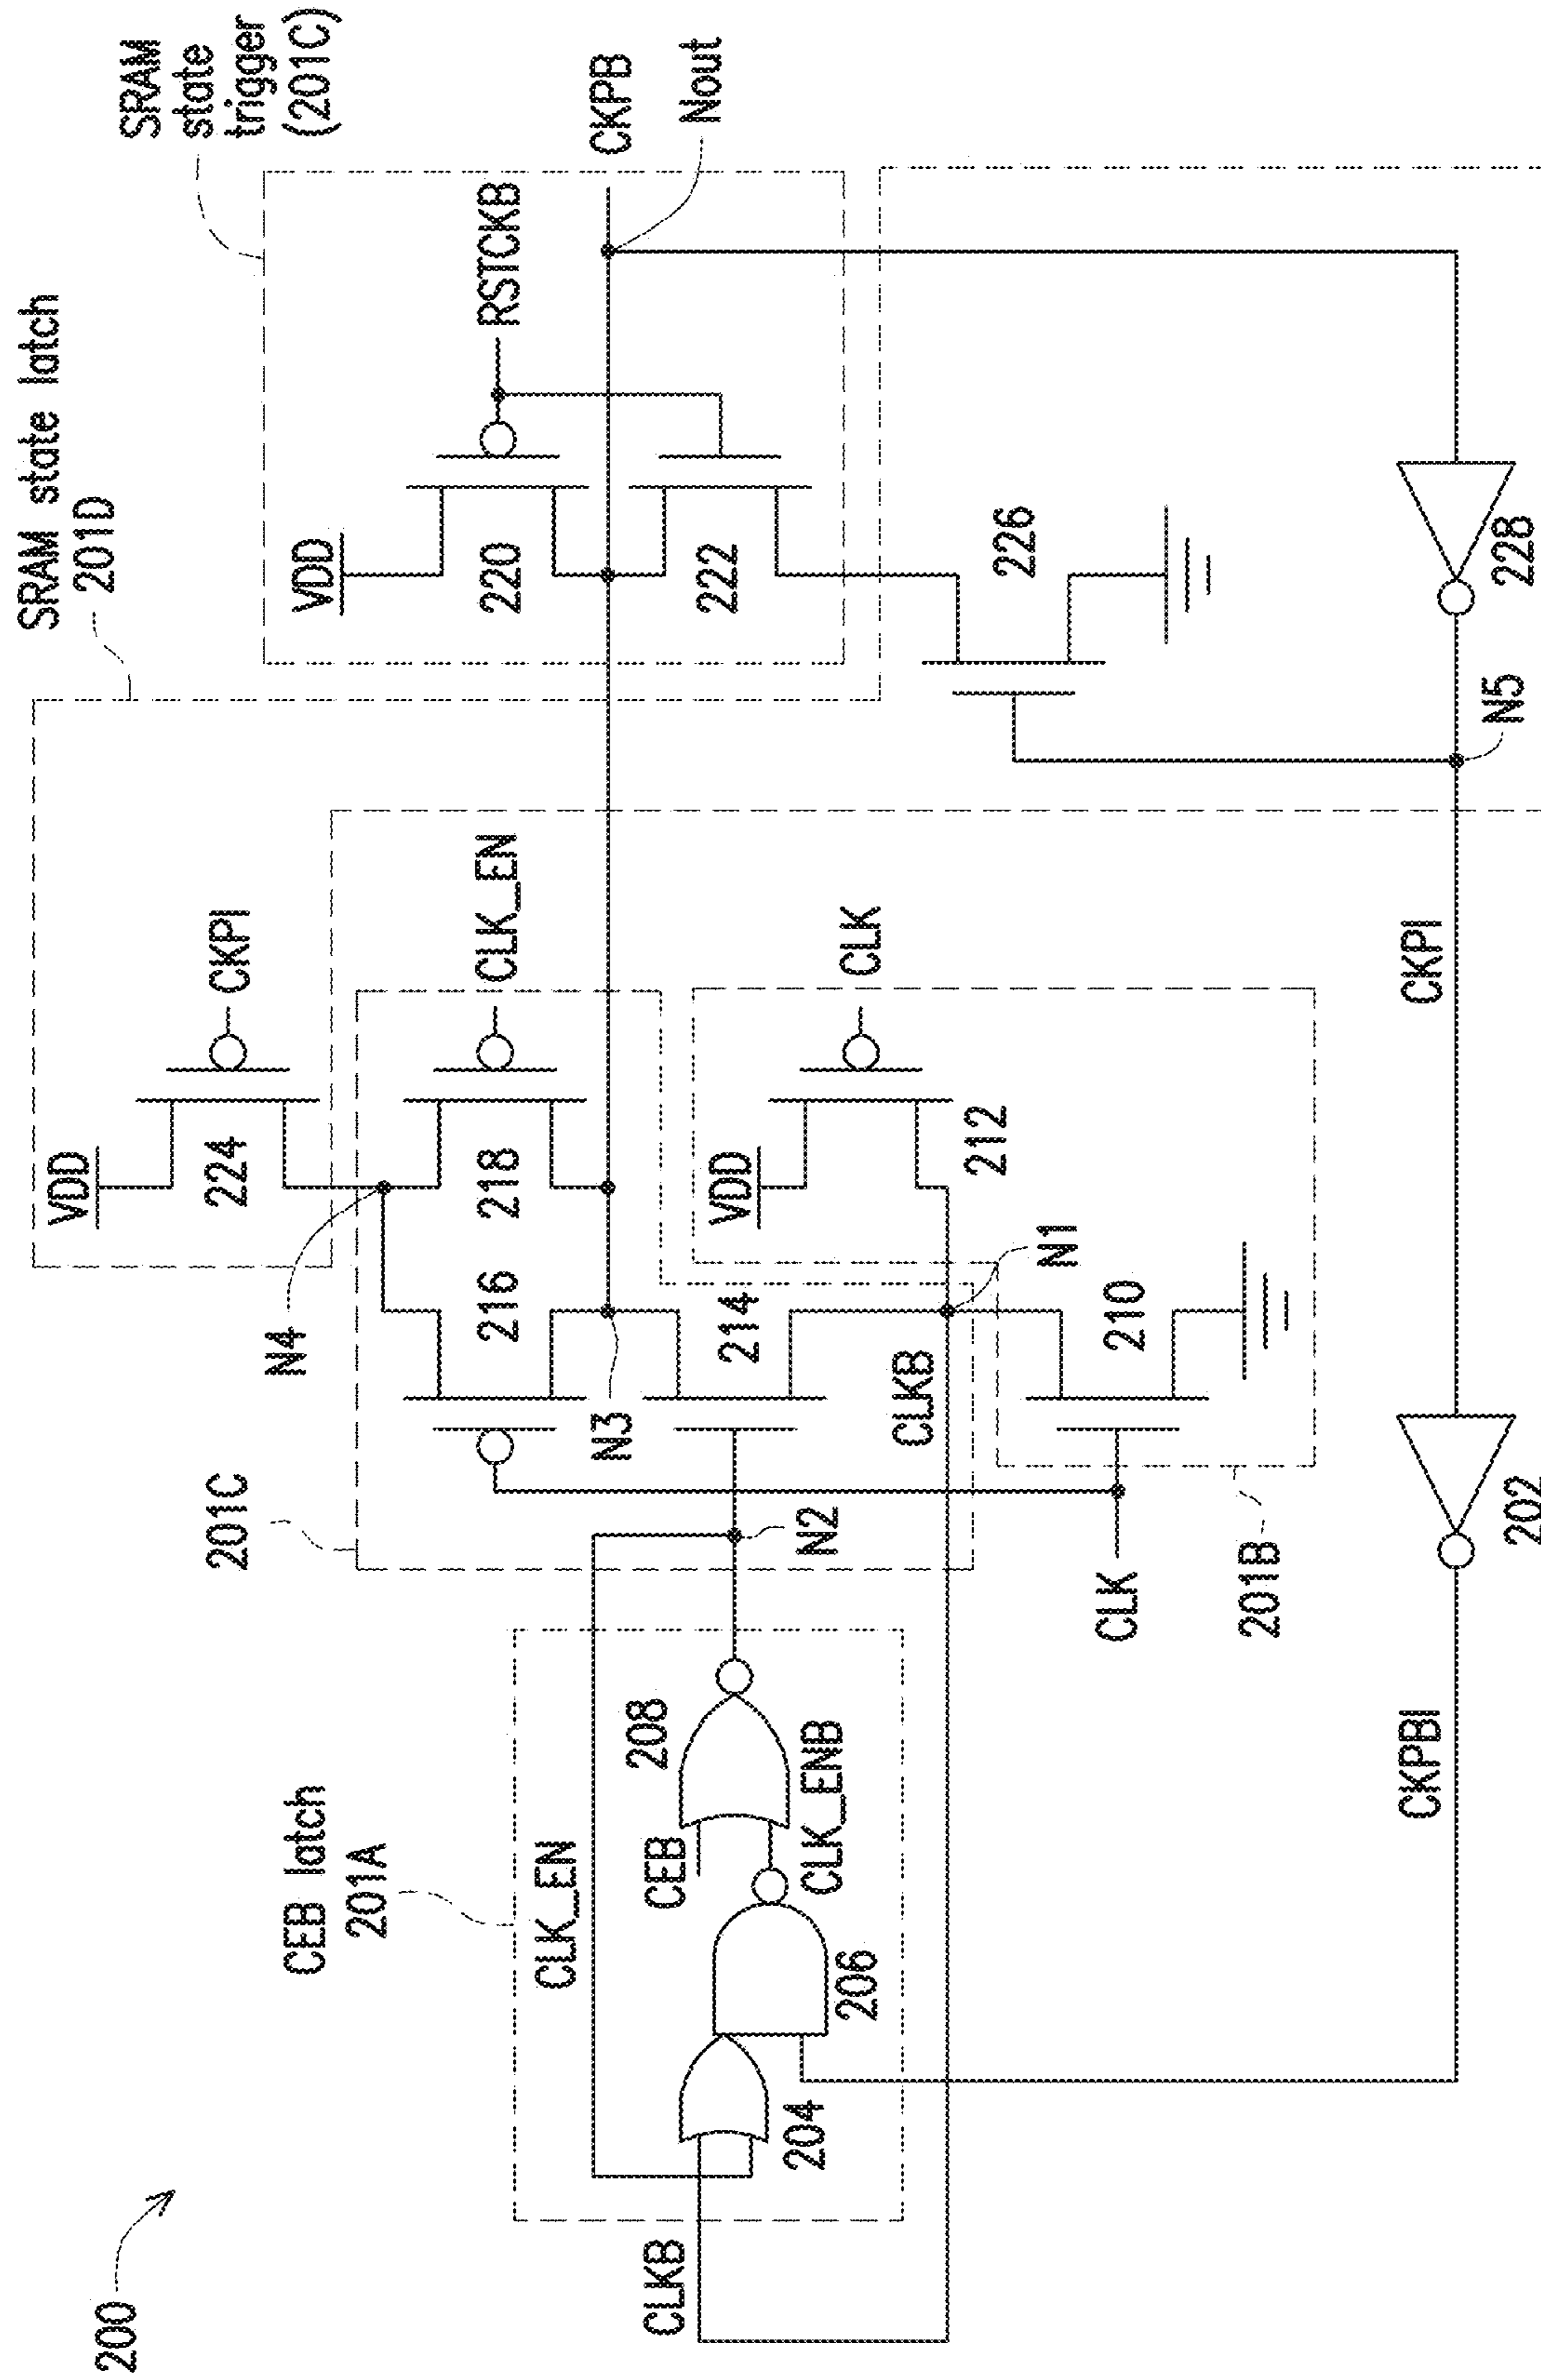 200
CEB latch
201A
CLK_EN
CLKB
204
206
CEB
CLK_ENB
208
CKPBI
202
201C
N2
CLK
201B
N4
VDD
224
CKPI
216
218
CLK_EN
N3
214
CLKB
N1
210
VDD
212
CLK
CKPI
SRAM state latch
201D
VDD
220
222
RSTCKB
226
N5
228
SRAM
state
trigger
(201C)
CKPB
Nout